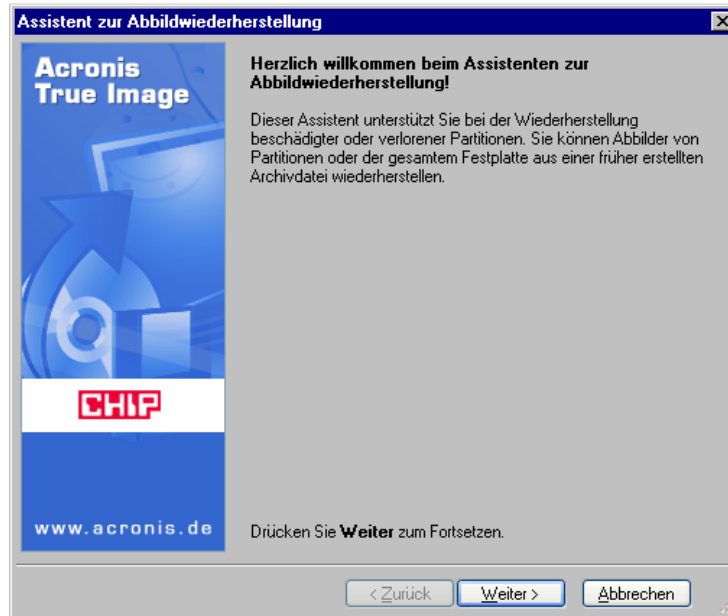 Assistent zur Abbildwiederherstellung
Acronis
True Image
CHIP
www.acronis.de
Herzlich willkommen beim Assistenten zur
Abbildwiederherstellung!
Dieser Assistent unterstützt Sie bei der Wiederherstellung
beschädigter oder verlorener Partitionen. Sie können Abbilder von
Partitionen oder der gesamtem Festplatte aus einer früher erstellten
Archivdatei wiederherstellen.
Drücken Sie Weiter zum Fortsetzen.
< Zurück
Weiter >
Abbrechen